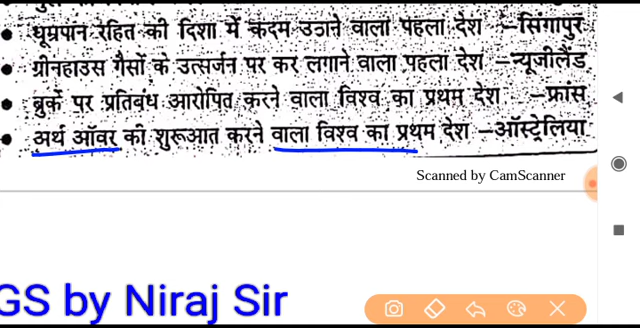 • धूम्रपान रहित की दिशा में कदम उठाने वाला पहला देश –सिंगापुर
• ग्रीनहाउस गैसों के उत्सर्जन पर कर लगाने वाला पहला देश –न्यूजीलैंड
• बुर्के पर प्रतिबंध आरोपित करने वाला विश्व का प्रथम देश –फ्रांस
• अर्थ ऑवर की शुरूआत करने वाला विश्व का प्रथम देश –ऑस्ट्रेलिया
Scanned by CamScanner
GS by Niraj Sir